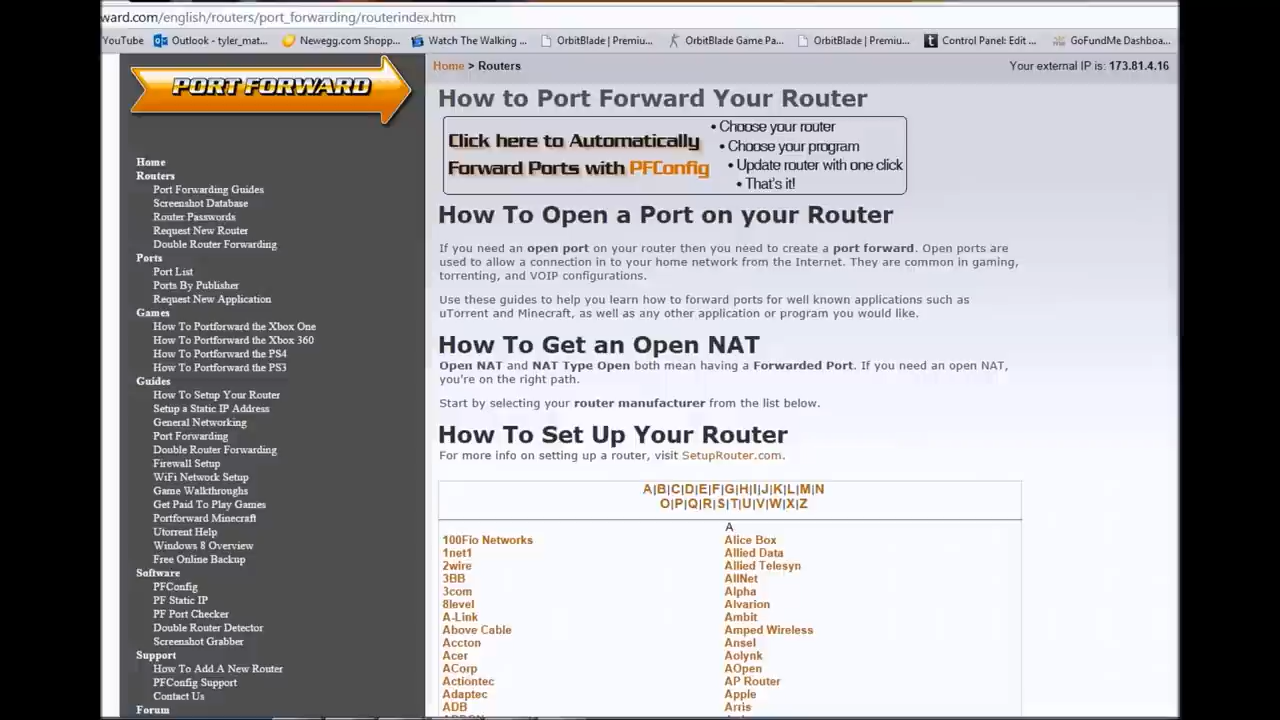 ward.com/english/routers/port_forwarding/routerindex.htm
YouTube Outlook - tyler_mat... Newegg.com Shopp... Watch The Walking ... OrbitBlade | Premiu... OrbitBlade Game Pa... OrbitBlade | Premiu... Control Panel: Edit ... GoFundMe Dashboa...
PORT FORWARD
Home
Routers
Port Forwarding Guides
Screenshot Database
Router Passwords
Request New Router
Double Router Forwarding
Ports
Port List
Ports By Publisher
Request New Application
Games
How To Portforward the Xbox One
How To Portforward the Xbox 360
How To Portforward the PS4
How To Portforward the PS3
Guides
How To Setup Your Router
Setup a Static IP Address
General Networking
Port Forwarding
Double Router Forwarding
Firewall Setup
WiFi Network Setup
Game Walkthroughs
Get Paid To Play Games
Portforward Minecraft
Utorrent Help
Windows 8 Overview
Free Online Backup
Software
PFConfig
PF Static IP
PF Port Checker
Double Router Detector
Screenshot Grabber
Support
How To Add A New Router
PFConfig Support
Contact Us
Forum
Home > Routers
Your external IP is: 173.81.4.16
How to Port Forward Your Router
Click here to Automatically
Forward Ports with PFConfig
• Choose your router
• Choose your program
• Update router with one click
• That's it!
How To Open a Port on your Router
If you need an open port on your router then you need to create a port forward. Open ports are
used to allow a connection in to your home network from the Internet. They are common in gaming,
torrenting, and VOIP configurations.
Use these guides to help you learn how to forward ports for well known applications such as
uTorrent and Minecraft, as well as any other application or program you would like.
How To Get an Open NAT
Open NAT and NAT Type Open both mean having a Forwarded Port. If you need an open NAT,
you're on the right path.
Start by selecting your router manufacturer from the list below.
How To Set Up Your Router
For more info on setting up a router, visit SetupRouter.com.
A|B|C|D|E|F|G|H|I|J|K|L|M|N
O|P|Q|R|S|T|U|V|W|X|Z
A
100Fio Networks
1net1
2wire
3BB
3com
8level
A-Link
Above Cable
Accton
Acer
ACorp
Actiontec
Adaptec
ADB
Alice Box
Allied Data
Allied Telesyn
AllNet
Alpha
Alvarion
Ambit
Amped Wireless
Ansel
Aolynk
AOpen
AP Router
Apple
Arris